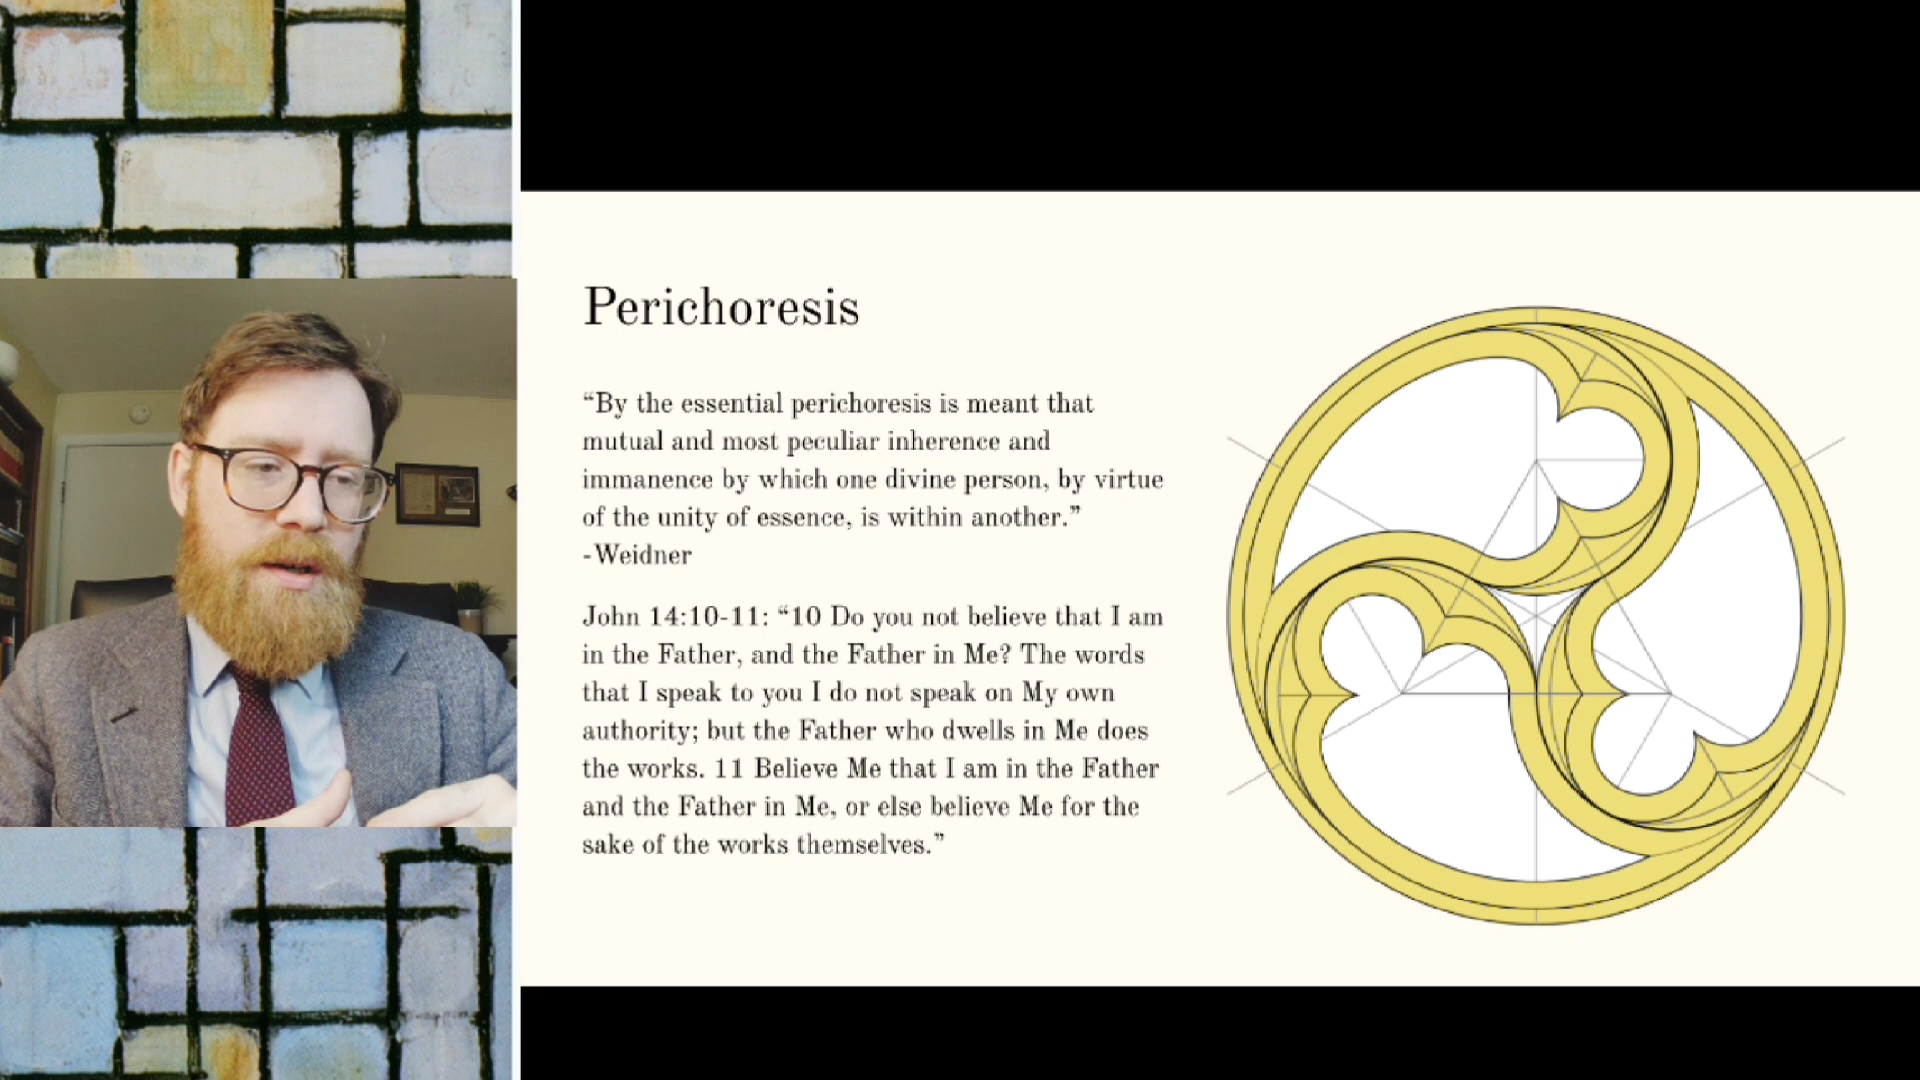 Perichoresis
“By the essential perichoresis is meant that
mutual and most peculiar inherence and
immanence by which one divine person, by virtue
of the unity of essence, is within another.”
-Weidner
John 14:10-11: “10 Do you not believe that I am
in the Father, and the Father in Me? The words
that I speak to you I do not speak on My own
authority; but the Father who dwells in Me does
the works. 11 Believe Me that I am in the Father
and the Father in Me, or else believe Me for the
sake of the works themselves.”